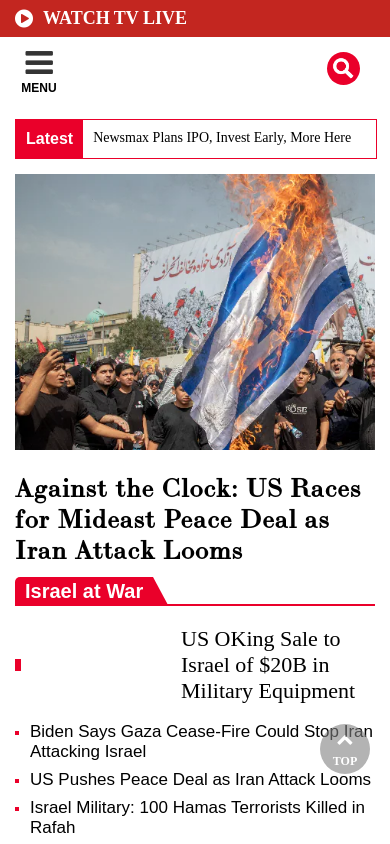 WATCH TV LIVE
MENU
Latest
Newsmax Plans IPO, Invest Early, More Here
Against the Clock: US Races
for Mideast Peace Deal as
Iran Attack Looms
Israel at War
US OKing Sale to
Israel of $20B in
Military Equipment
Biden Says Gaza Cease-Fire Could Stop Iran
Attacking Israel
US Pushes Peace Deal as Iran Attack Looms
Israel Military: 100 Hamas Terrorists Killed in
Rafah
TOP